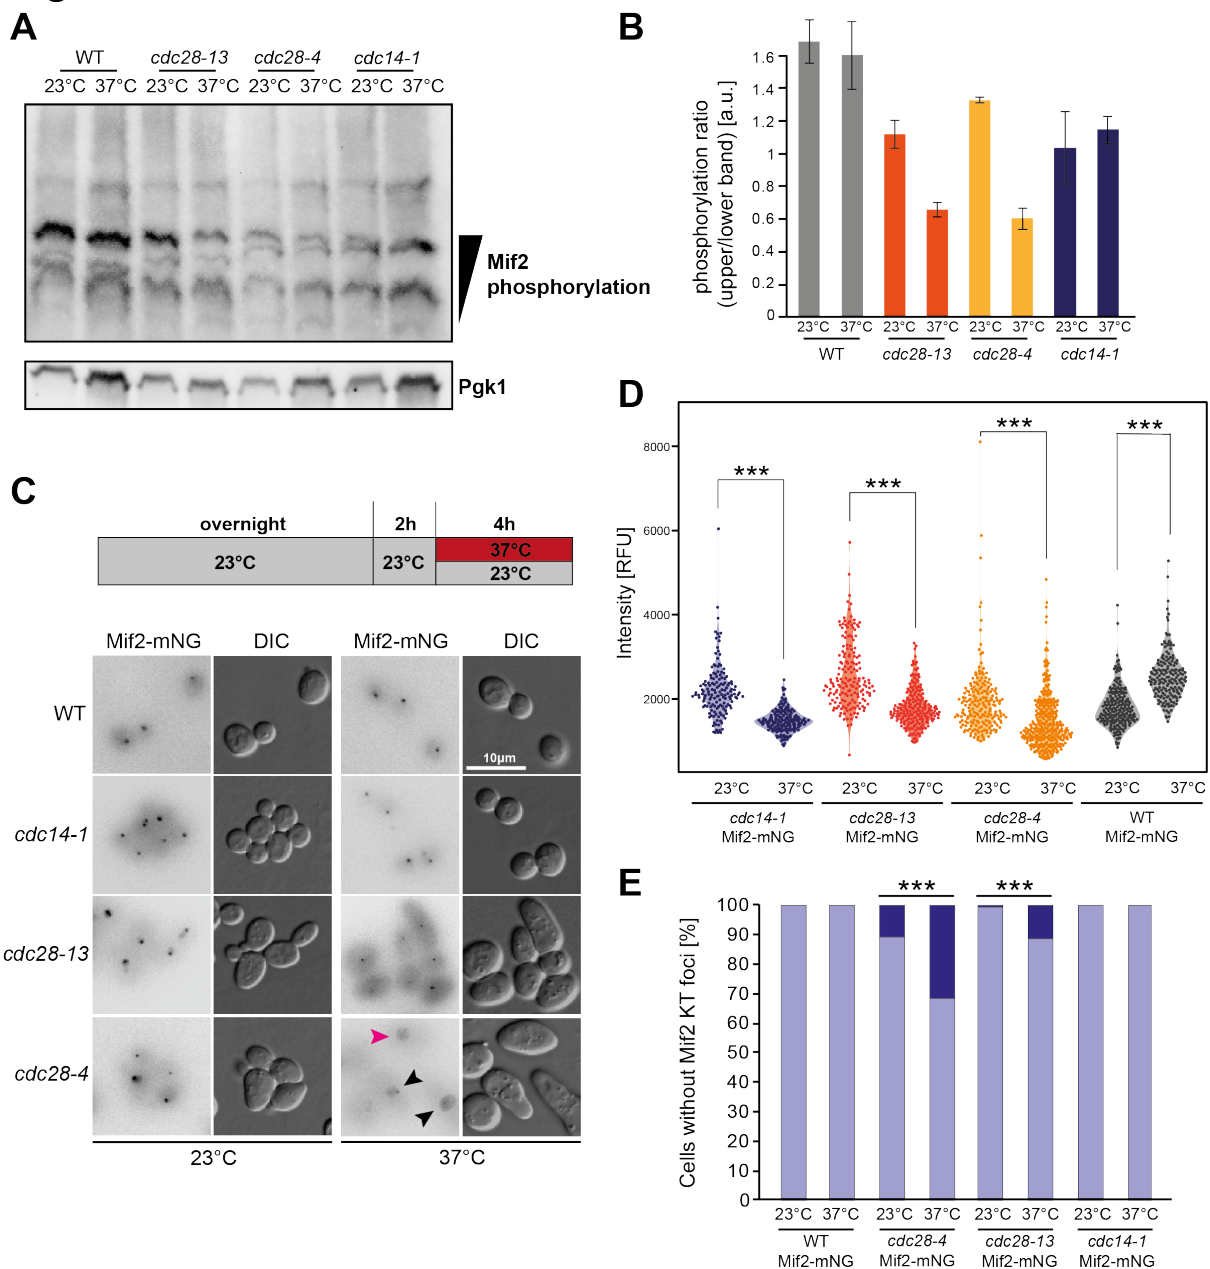 A
WT cdc28-13 cdc28-4 cdc14-1
23°C 37°C 23°C 37°C 23°C 37°C 23°C 37°C
Mif2
phosphorylation
Pgk1
B
phosphorylation ratio
(upper/lower band) [a.u.]
1.6
1.4
1.2
1
0.8
0.6
0.4
0.2
0
23°C 37°C 23°C 37°C 23°C 37°C 23°C 37°C
WT cdc28-13 cdc28-4 cdc14-1
C
overnight 2h 4h
23°C 23°C 37°C
23°C
Mif2-mNG DIC Mif2-mNG DIC
WT
10µm
cdc14-1
cdc28-13
cdc28-4
23°C 37°C
D
Intensity [RFU]
8000
6000
4000
2000
*** *** *** ***
23°C 37°C 23°C 37°C 23°C 37°C 23°C 37°C
cdc14-1 cdc28-13 cdc28-4 WT
Mif2-mNG Mif2-mNG Mif2-mNG Mif2-mNG
E
Cells without Mif2 KT foci [%]
*** ***
100
90
80
70
60
50
40
30
20
10
0
23°C 37°C 23°C 37°C 23°C 37°C 23°C 37°C
WT cdc28-4 cdc28-13 cdc14-1
Mif2-mNG Mif2-mNG Mif2-mNG Mif2-mNG